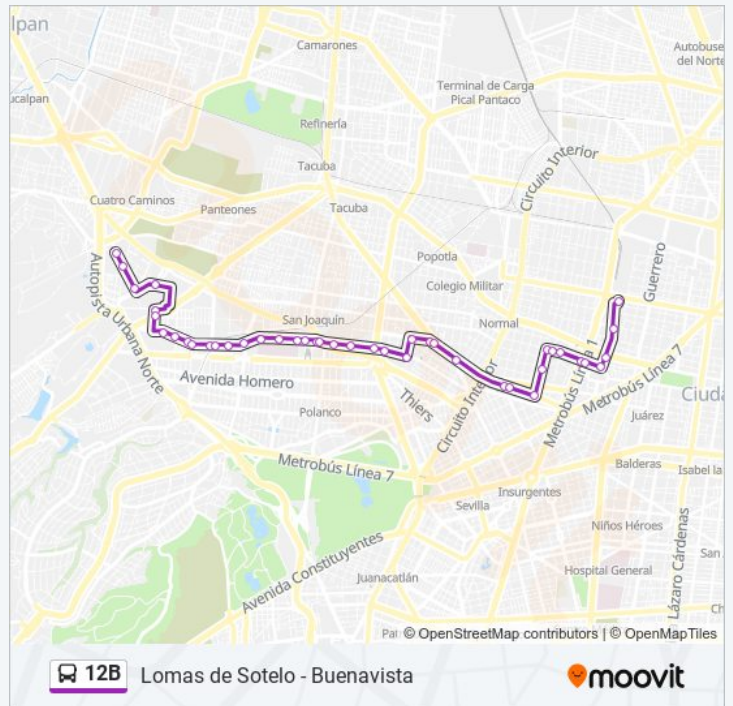 lpan
Camarones
Autobuse
del Norte
ucalpan
Terminal de Carga
Pical Pantaco
Refinería
Circuito Interior
Tacuba
Cuatro Caminos
Panteones
Tacuba
Popotla
Guerrero
Autopista Urbana Norte
Colegio Militar
San Joaquín
Normal
Metrobús Línea 1
Avenida Homero
Metrobús Línea 7
Ciuda
Thiers
Circuito Interior
Polanco
Juárez
Metrobús Línea 7
Balderas
Isabel la
Insurgentes
Sevilla
Niños Héroes
Lázaro Cárdenas
San
Avenida Constituyentes
Hospital General
Juanacatlán
Ch
Pat
© OpenStreetMap contributors | © OpenMapTiles
12B Lomas de Sotelo - Buenavista
moovit